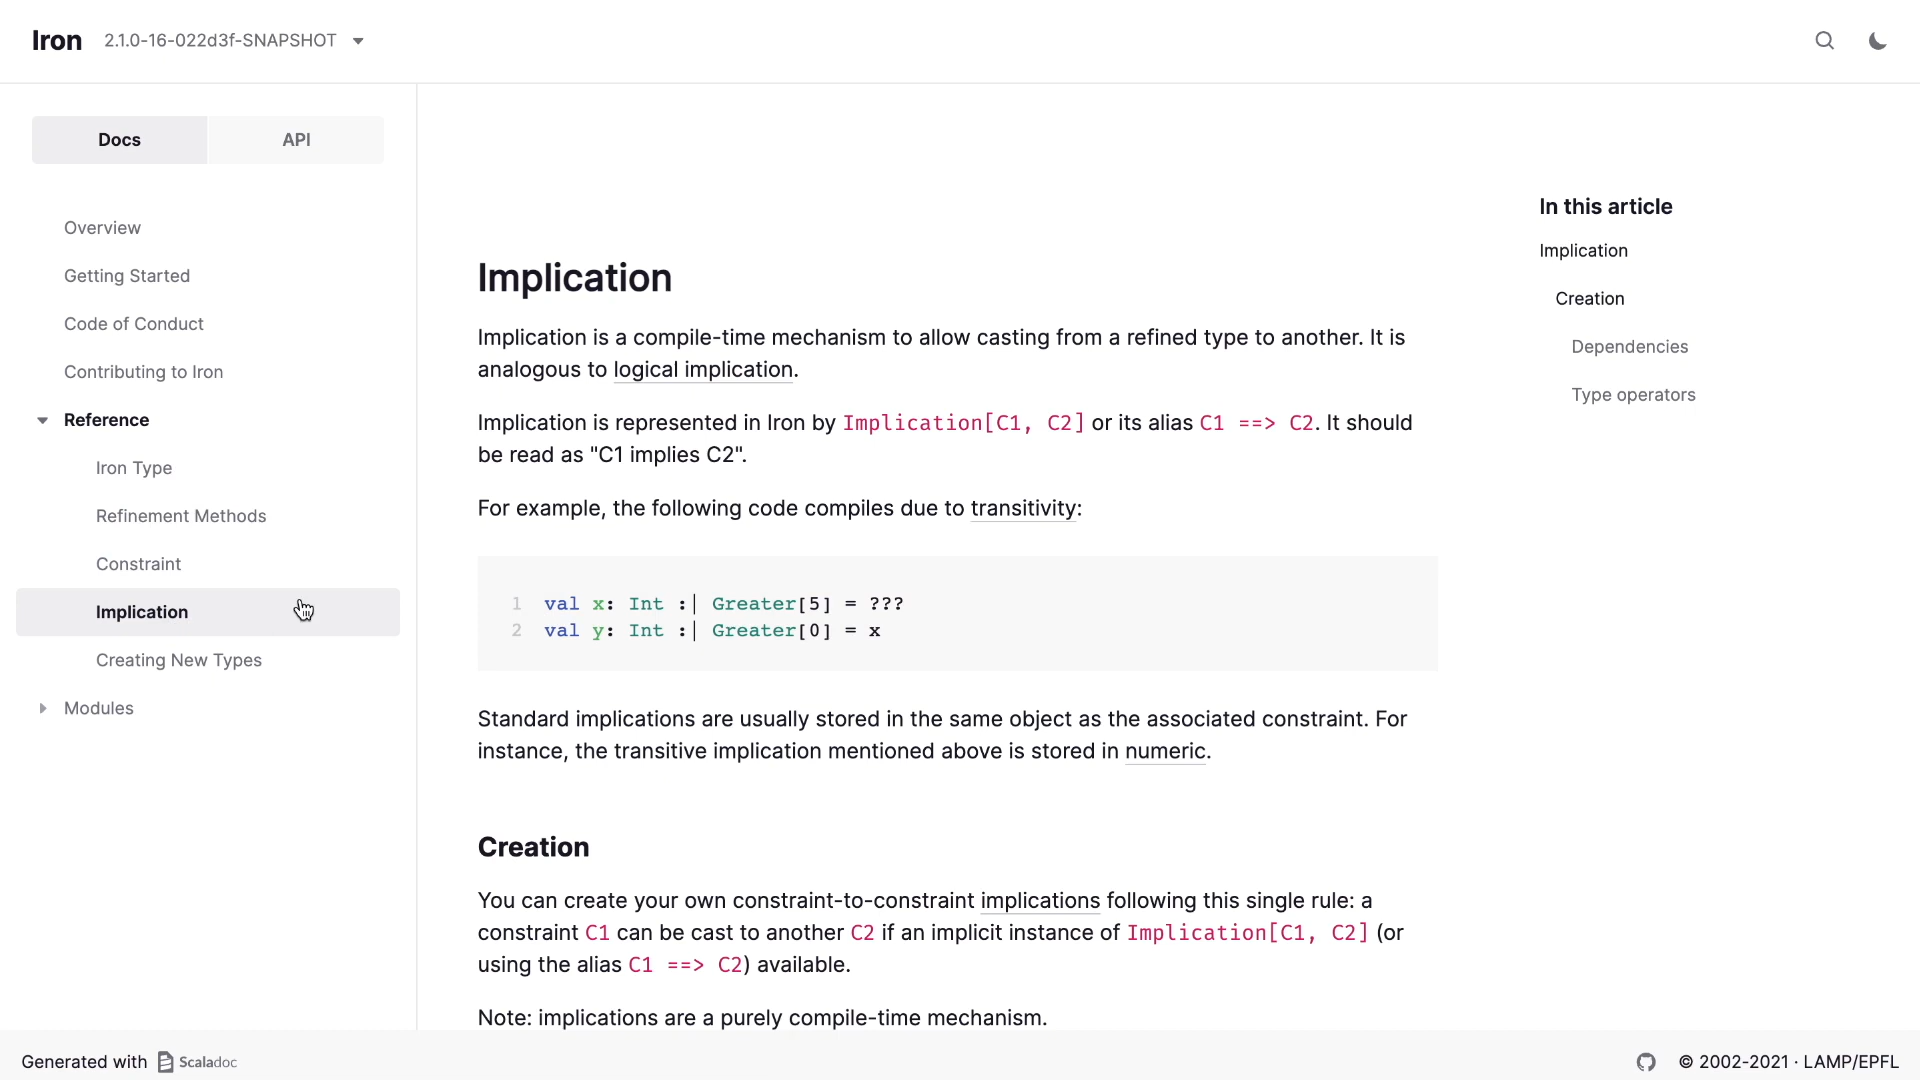 Iron 2.1.0-16-022d3f-SNAPSHOT
Docs
API
Overview
Getting Started
Code of Conduct
Contributing to Iron
Reference
Iron Type
Refinement Methods
Constraint
Implication
Creating New Types
Modules
Implication
Implication is a compile-time mechanism to allow casting from a refined type to another. It is
analogous to logical implication.
Implication is represented in Iron by Implication[C1, C2] or its alias C1 ==> C2. It should
be read as "C1 implies C2".
For example, the following code compiles due to transitivity:
1 val x: Int :| Greater[5] = ???
2 val y: Int :| Greater[0] = x
Standard implications are usually stored in the same object as the associated constraint. For
instance, the transitive implication mentioned above is stored in numeric.
Creation
You can create your own constraint-to-constraint implications following this single rule: a
constraint C1 can be cast to another C2 if an implicit instance of Implication[C1, C2] (or
using the alias C1 ==> C2) available.
Note: implications are a purely compile-time mechanism.
In this article
Implication
Creation
Dependencies
Type operators
Generated with Scaladoc
© 2002-2021 · LAMP/EPFL